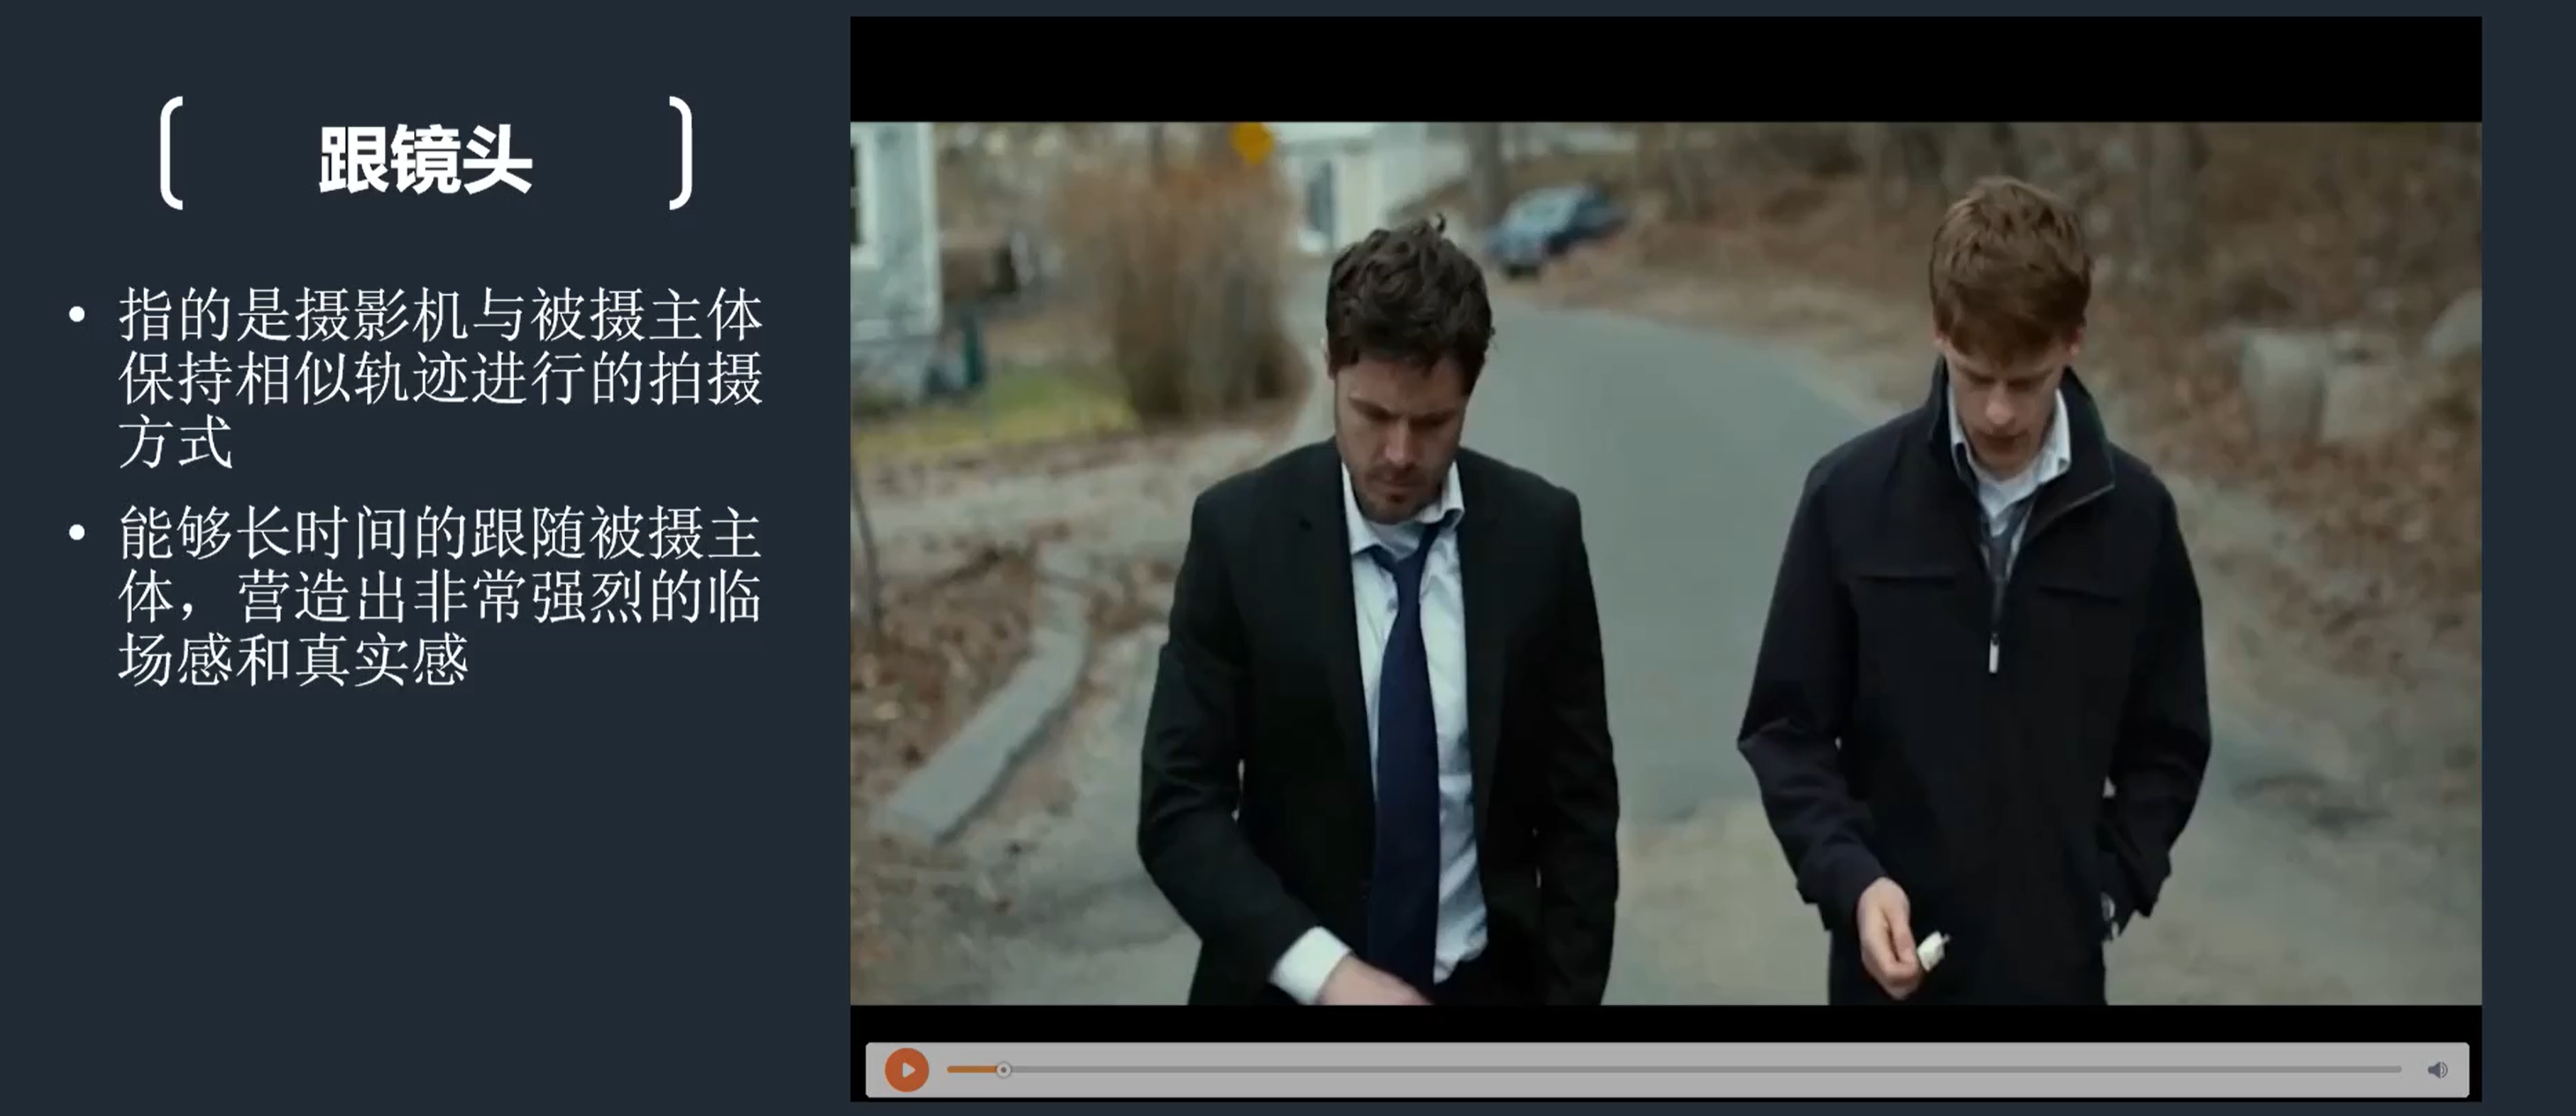 跟镜头
• 指的是摄影机与被摄主体
保持相似轨迹进行的拍摄
方式
• 能够长时间的跟随被摄主
体，营造出非常强烈的临
场感和真实感